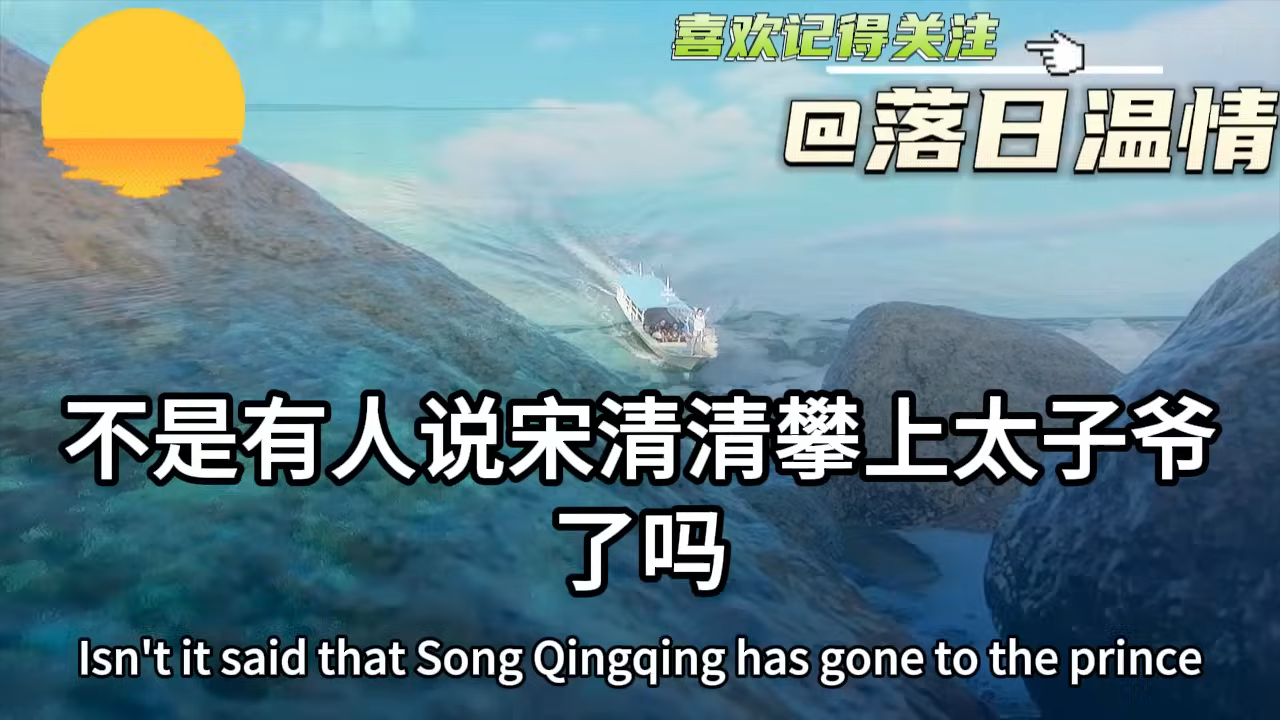 喜欢记得关注
@落日温情
不是有人说宋清清攀上太子爷
了吗
Isn't it said that Song Qingqing has gone to the prince